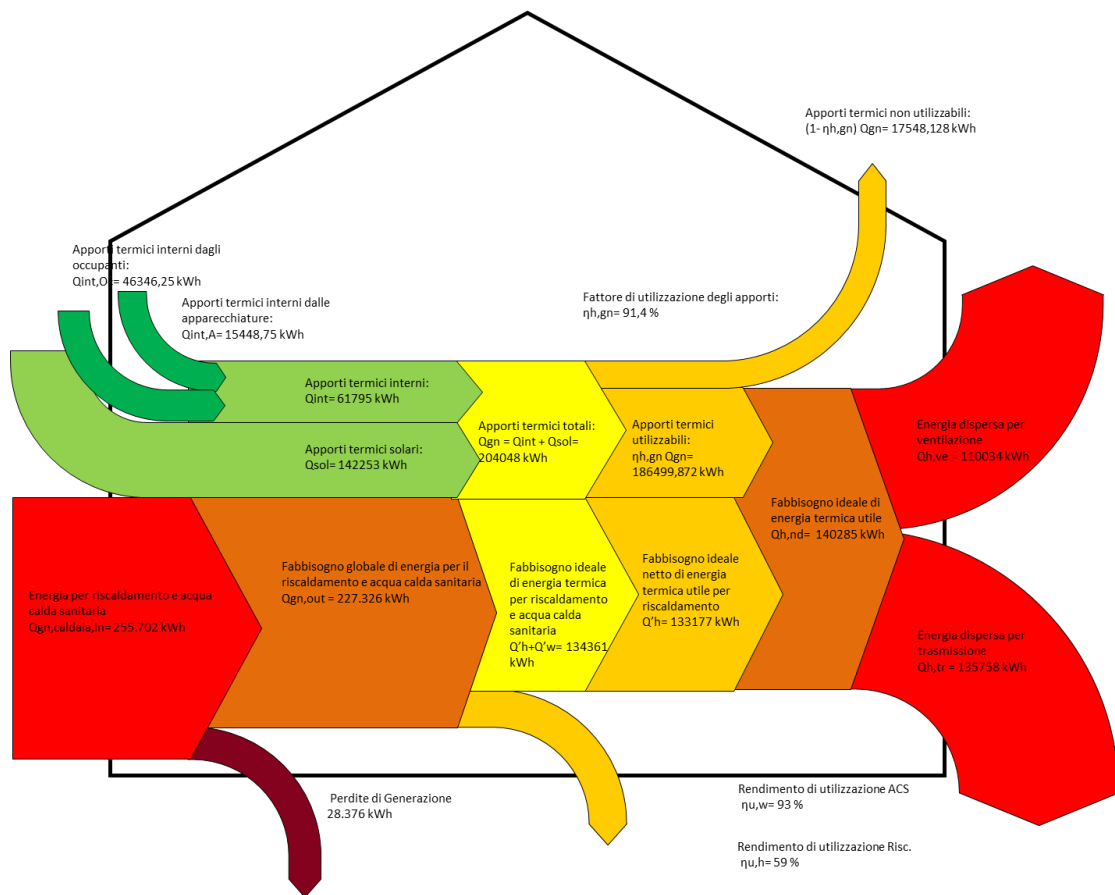 Apporti termici non utilizzabili:
(1- ηh,gn) Qgn= 17548,128 kWh
Apporti termici interni dagli
occupanti:
Qint,Oc= 46346,25 kWh
Apporti termici interni dalle
apparecchiature:
Qint,A= 15448,75 kWh
Fattore di utilizzazione degli apporti:
ηh,gn= 91,4 %
Apporti termici interni:
Qint= 61795 kWh
Apporti termici solari:
Qsol= 142253 kWh
Apporti termici totali:
Qgn = Qint + Qsol=
204048 kWh
Apporti termici
utilizzabili:
ηh,gn Qgn=
186499,872 kWh
Energia dispersa per
ventilazione
Qh,ve= 110034 kWh
Fabbisogno ideale di
energia termica utile
Qh,nd= 140285 kWh
Energia per riscaldamento e acqua
calda sanitaria
Qgn,caldaia,in= 255.702 kWh
Fabbisogno globale di energia per il
riscaldamento e acqua calda sanitaria
Qgn,out = 227.326 kWh
Fabbisogno ideale
di energia termica
per riscaldamento
e acqua calda
sanitaria
Q'h+Q'w= 134361
kWh
Fabbisogno ideale
netto di energia
termica utile per
riscaldamento
Q'h= 133177 kWh
Energia dispersa per
trasmissione
Qh,tr = 135758 kWh
Perdite di Generazione
28.376 kWh
Rendimento di utilizzazione ACS
ηu,w= 93 %
Rendimento di utilizzazione Risc.
ηu,h= 59 %